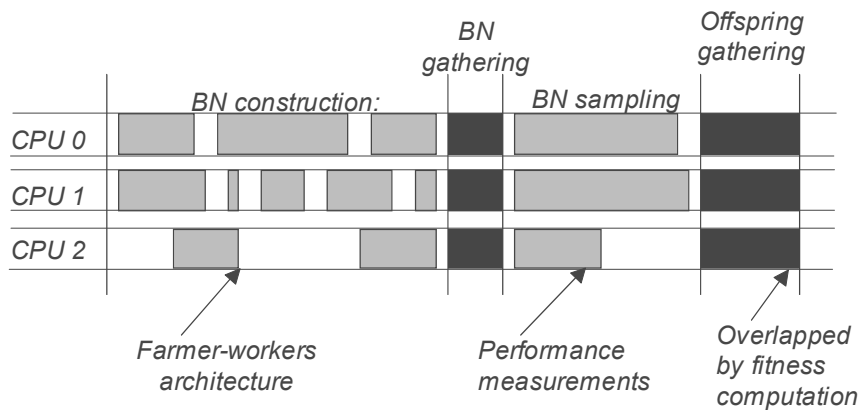 BN
gathering
Offspring
gathering
BN construction:
BN sampling
CPU 0
CPU 1
CPU 2
Farmer-workers
architecture
Performance
measurements
Overlapped
by fitness
computation